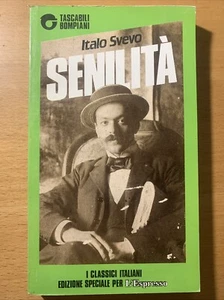 TASCABILI
BOMPIANI
Italo Svevo
SENILITÀ
I CLASSICI ITALIANI
EDIZIONE SPECIALE PER L'Espresso